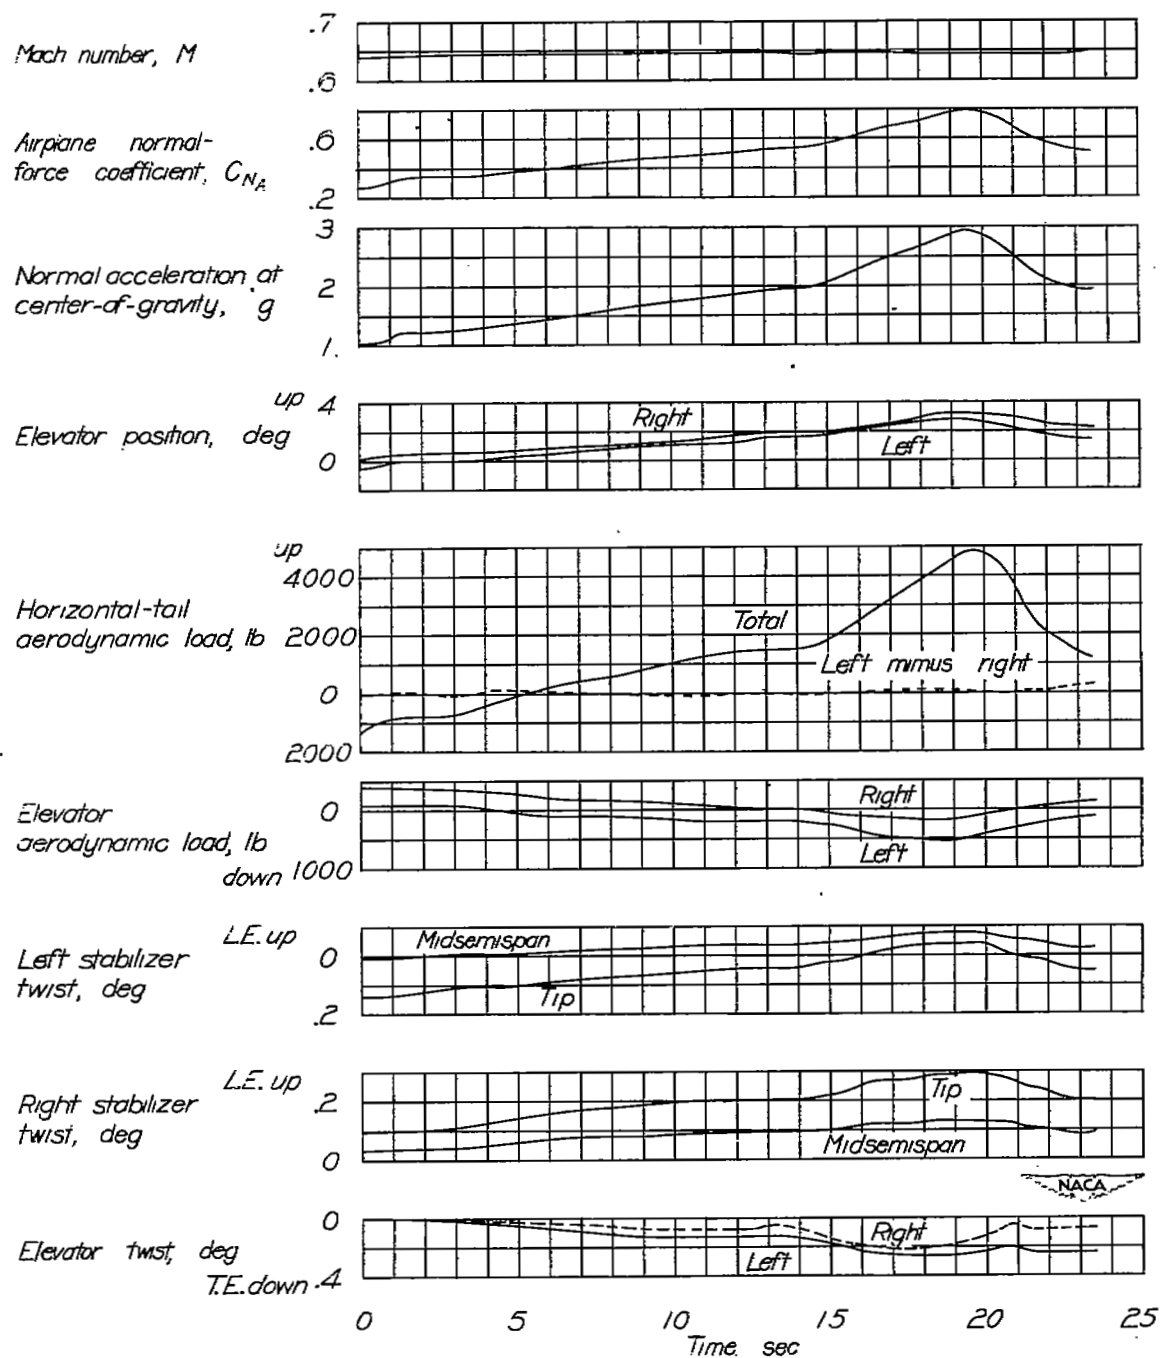 .7
Mach number, M
.6
Airplane normal-
force coefficient, CNA
.6
.2
3
Normal acceleration at
center-of-gravity, g
2
1.
up 4
Right
Elevator position, deg
0
Left
up
4000
Horizontal-tail
aerodynamic load, lb 2000
Total
Left minus right
0
2000
0
Right
Elevator
aerodynamic load, lb
Left
down 1000
L.E. up
Midsemispan
0
Left stabilizer
twist, deg
Tip
.2
L.E. up
.2
Tip
Right stabilizer
twist, deg
Midsemispan
0
NACA
0
Right
Elevator twist, deg
Left
T.E. down .4
0 5 10 15 20 25
Time, sec